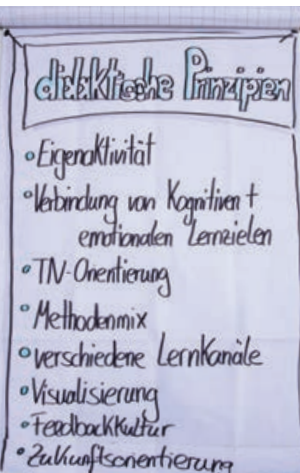 didaktische Prinzipien
• Eigenaktivität
• Verbindung von Kognitiven +
emotionalen Lernzielen
• TN-Orientierung
• Methodenmix
• verschiedene Lernkanäle
• Visualisierung
• Feedbackkultur
• Zukunftsorientierung